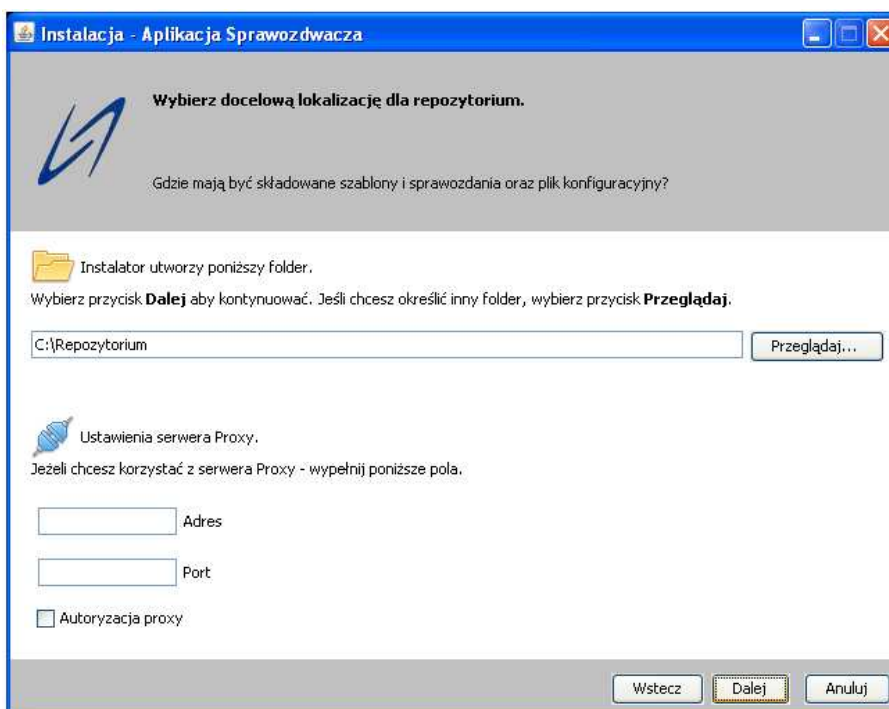 Instalacja - Aplikacja Sprawozdwacza
Wybierz docelową lokalizację dla repozytorium.
Gdzie mają być składowane szablony i sprawozdania oraz plik konfiguracyjny?
Instalator utworzy poniższy folder.
Wybierz przycisk Dalej aby kontynuować. Jeśli chcesz określić inny folder, wybierz przycisk Przeglądaj.
C:\Repozytorium
Przeglądaj...
Ustawienia serwera Proxy.
Jeżeli chcesz korzystać z serwera Proxy - wypełnij poniższe pola.
Adres
Port
Autoryzacja proxy
Wstecz Dalej Anuluj